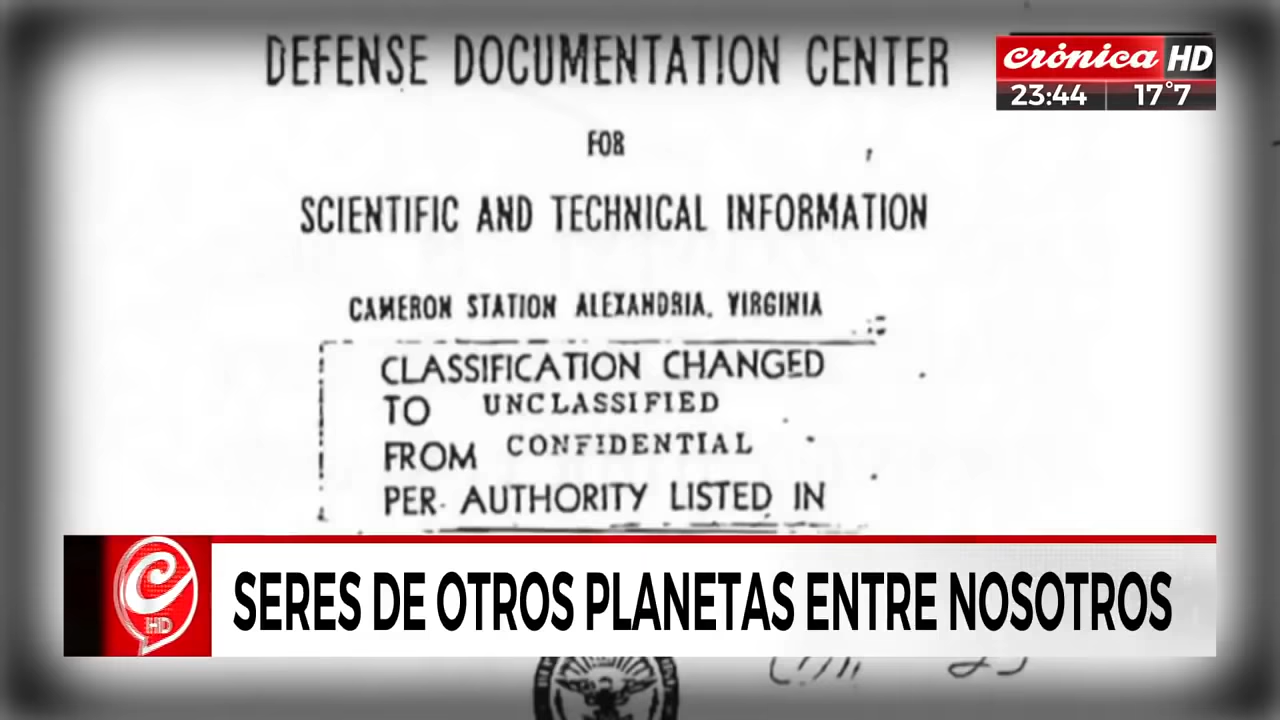 DEFENSE DOCUMENTATION CENTER
FOR
SCIENTIFIC AND TECHNICAL INFORMATION
CAMERON STATION ALEXANDRIA, VIRGINIA
CLASSIFICATION CHANGED
TO UNCLASSIFIED
FROM CONFIDENTIAL
PER AUTHORITY LISTED IN
crónica HD
23:44 17°7
HD
SERES DE OTROS PLANETAS ENTRE NOSOTROS